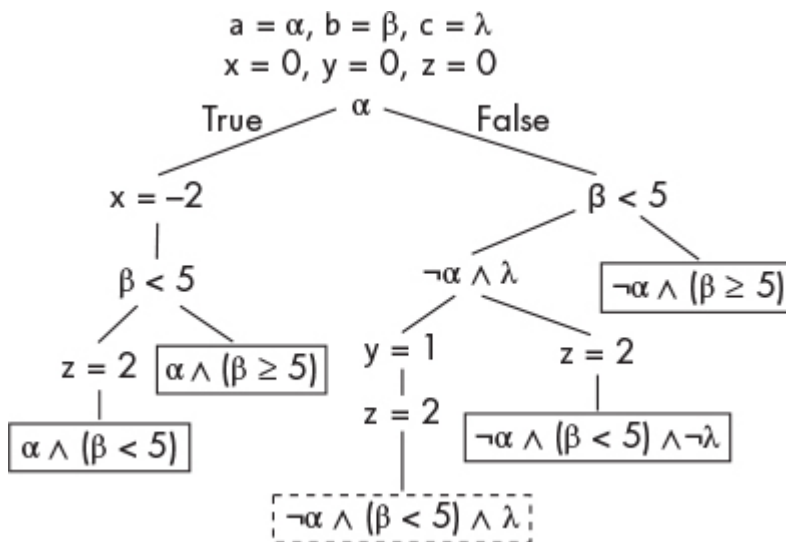 a = α, b = β, c = λ
x = 0, y = 0, z = 0
α
True
False
x = –2
β < 5
β < 5
¬α ∧ λ
¬α ∧ (β ≥ 5)
z = 2
α ∧ (β ≥ 5)
y = 1
z = 2
z = 2
α ∧ (β < 5)
¬α ∧ (β < 5) ∧¬λ
¬α ∧ (β < 5) ∧ λ